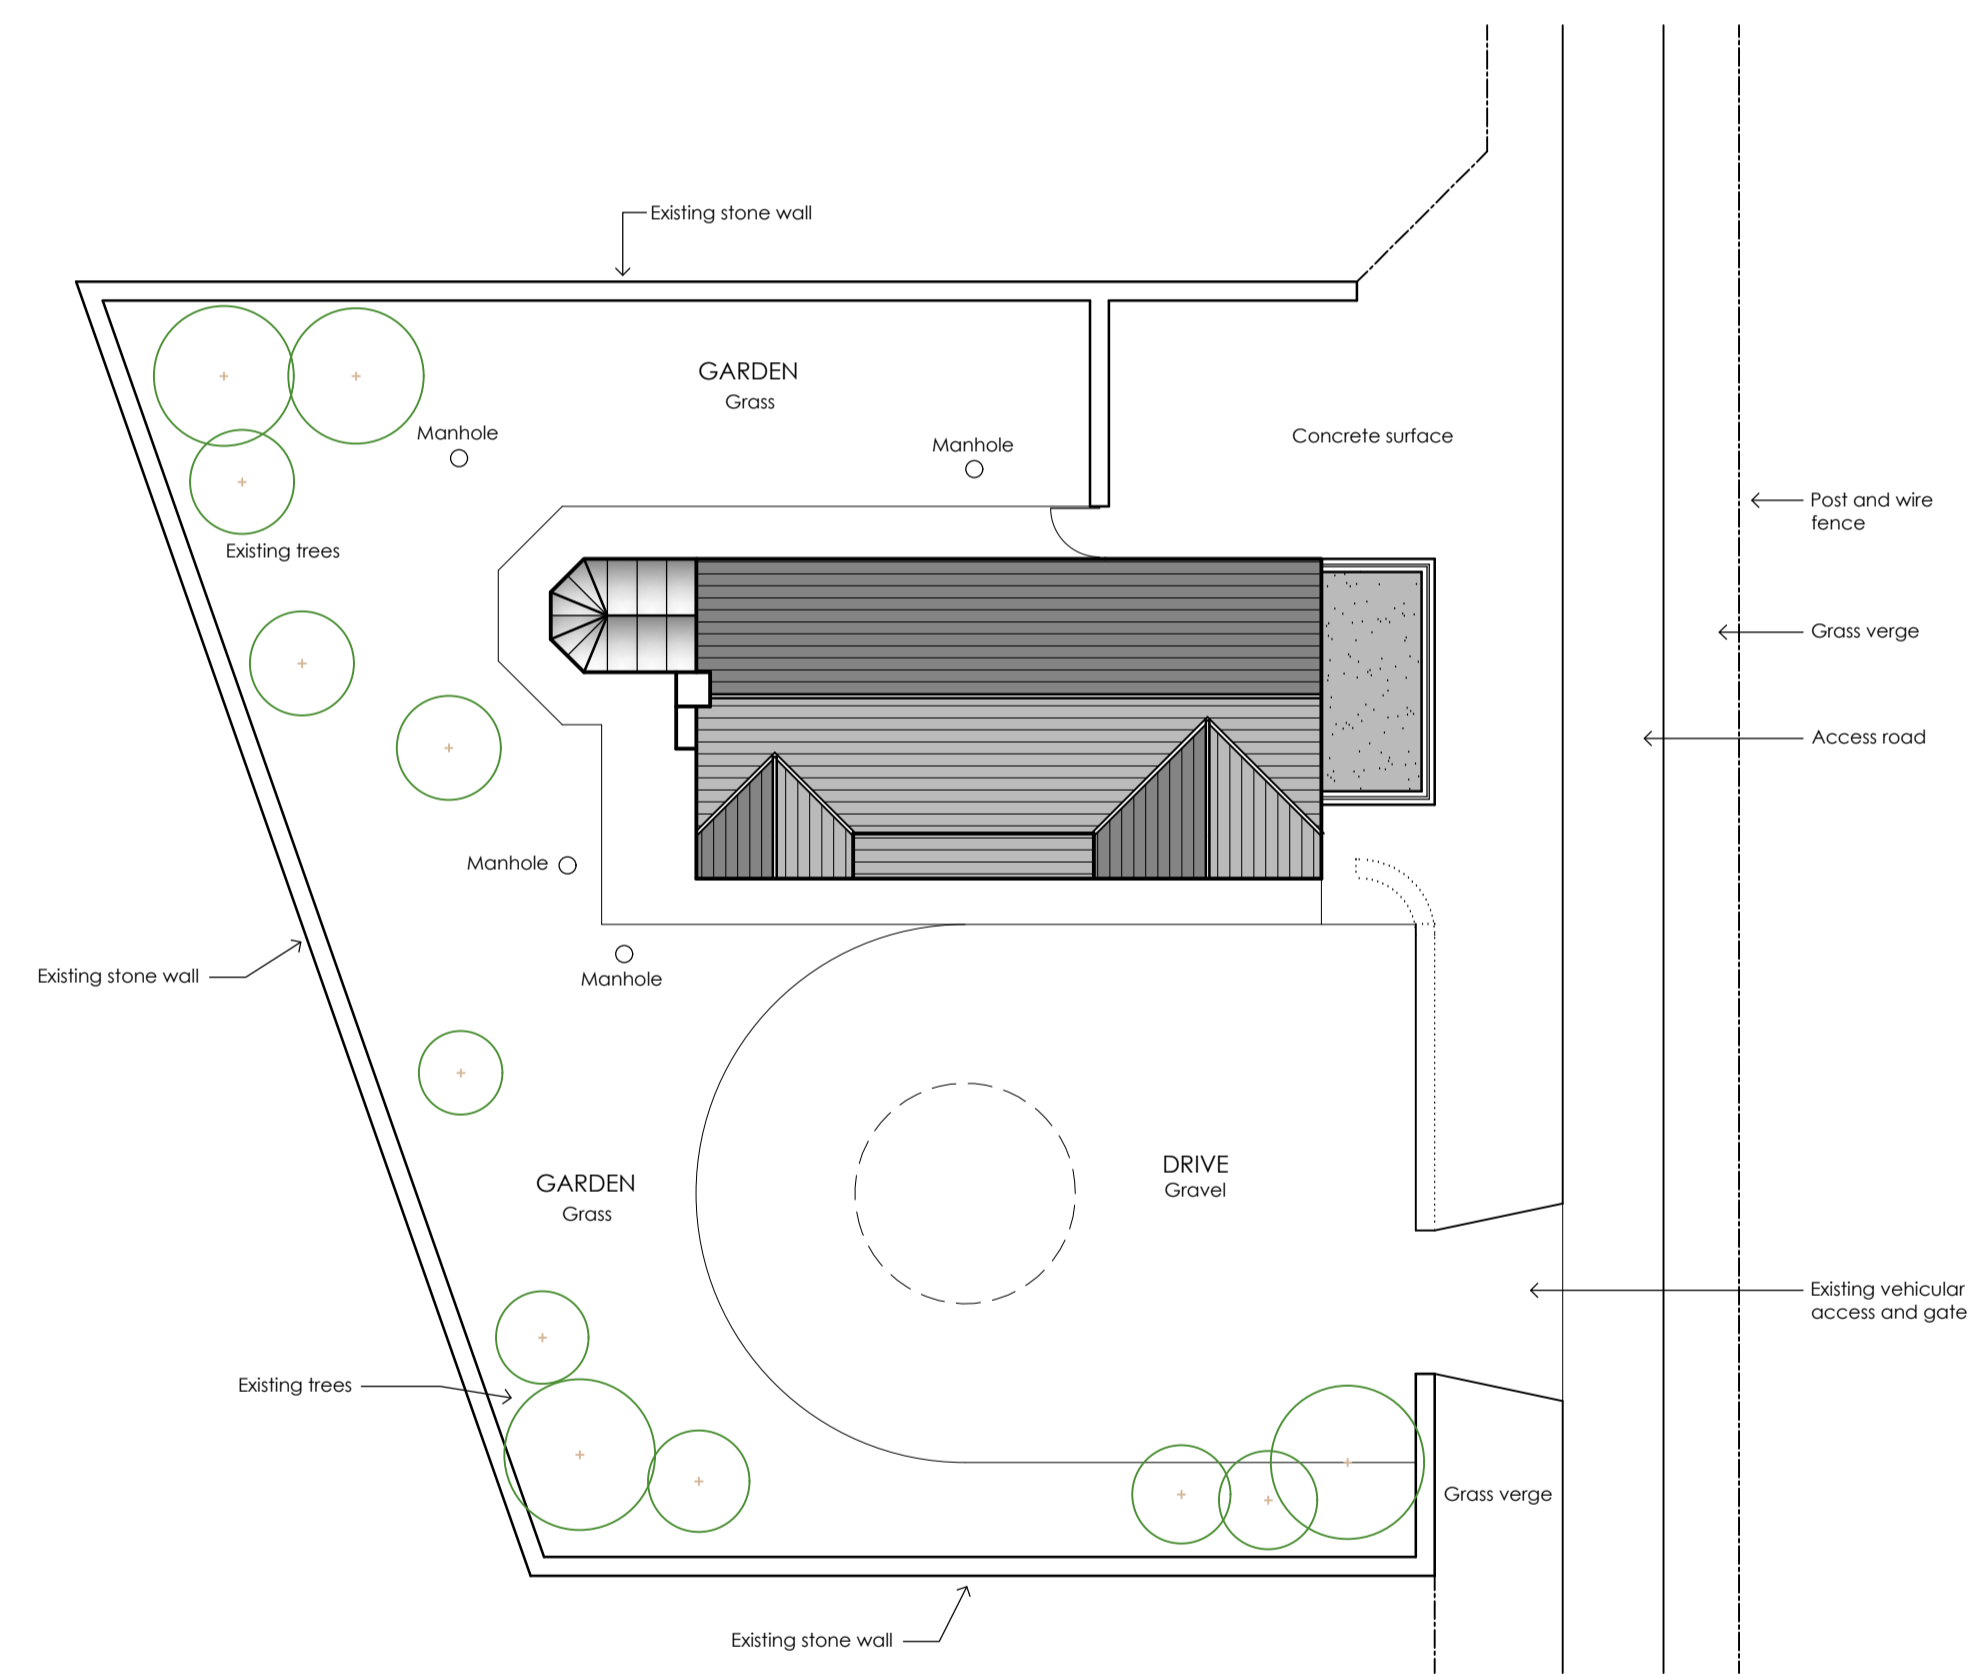 Existing stone wall
GARDEN
Grass
Manhole
Manhole
Concrete surface
Post and wire
fence
Existing trees
Grass verge
Access road
Manhole
Existing stone wall
Manhole
DRIVE
Gravel
GARDEN
Grass
Existing vehicular
access and gate
Existing trees
Grass verge
Existing stone wall